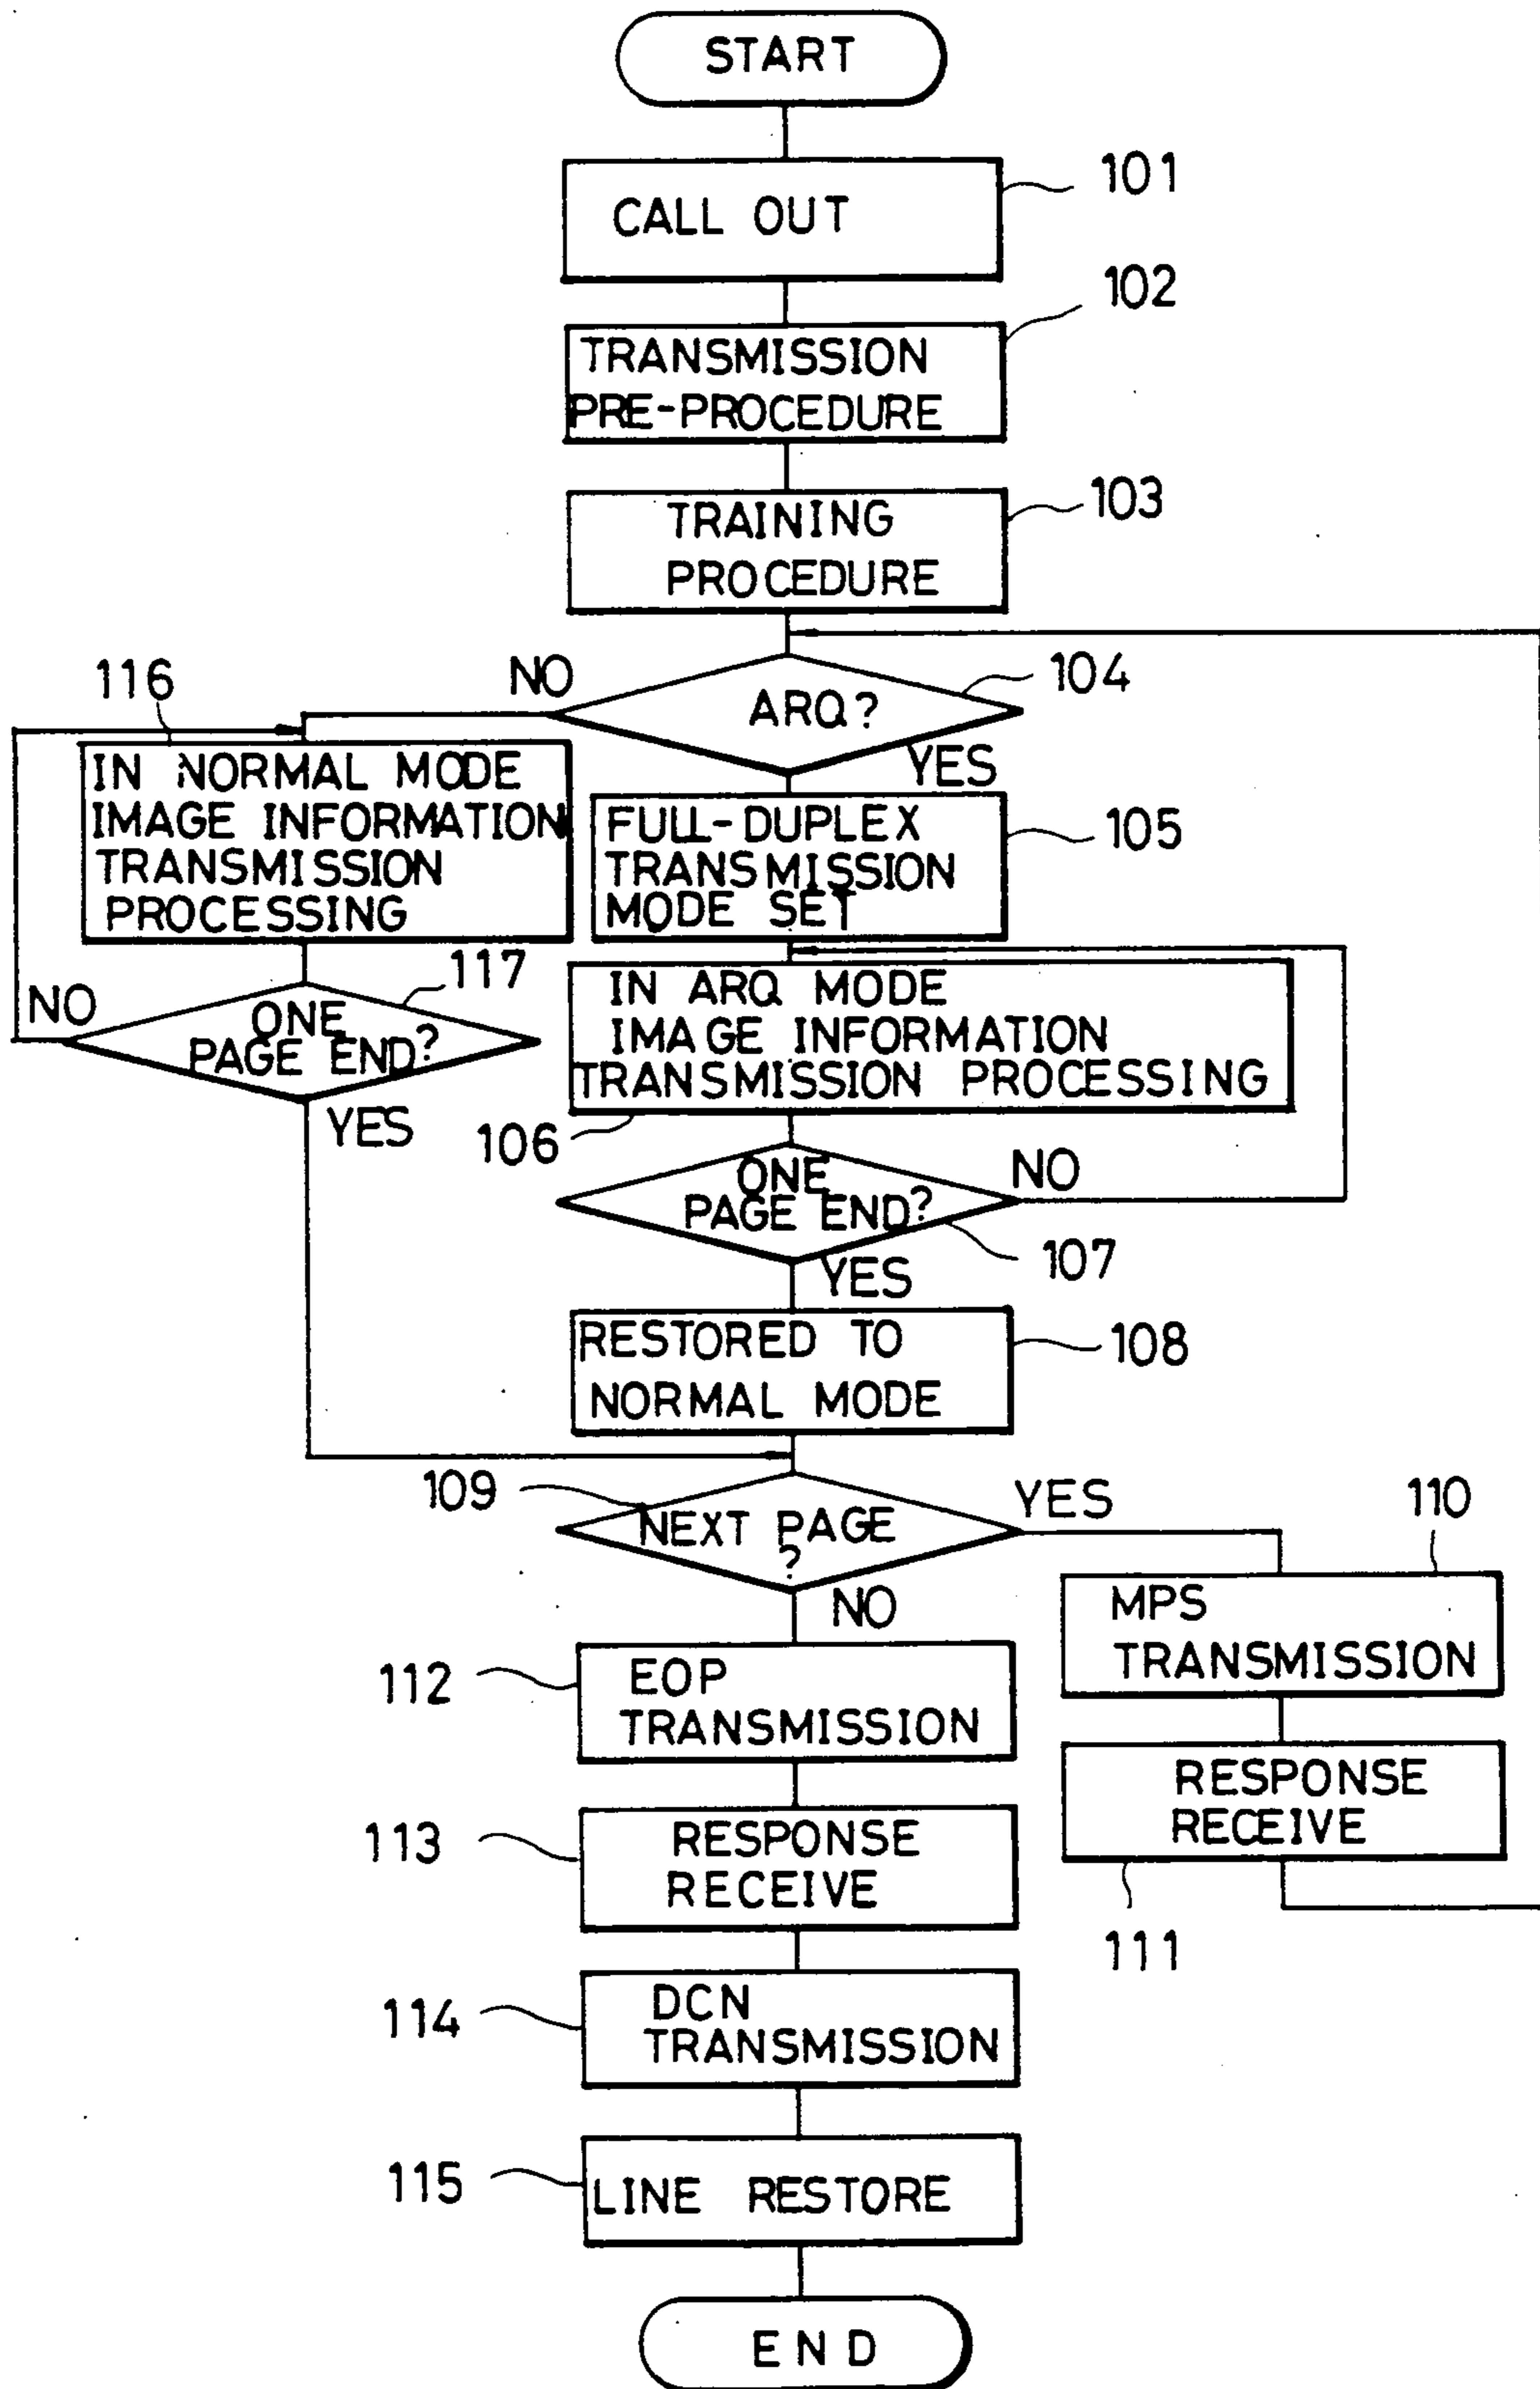 START
101
CALL OUT
102
TRANSMISSION
PRE-PROCEDURE
103
TRAINING
PROCEDURE
104
ARQ?
NO
YES
116
IN NORMAL MODE
IMAGE INFORMATION
TRANSMISSION
PROCESSING
105
FULL-DUPLEX
TRANSMISSION
MODE SET
117
ONE
PAGE END?
NO
YES
IN ARQ MODE
IMAGE INFORMATION
TRANSMISSION PROCESSING
106
ONE
PAGE END?
NO
107
YES
RESTORED TO
NORMAL MODE
108
109
NEXT PAGE
?
YES
NO
110
MPS
TRANSMISSION
112
EOP
TRANSMISSION
RESPONSE
RECEIVE
111
113
RESPONSE
RECEIVE
114
DCN
TRANSMISSION
115
LINE RESTORE
END